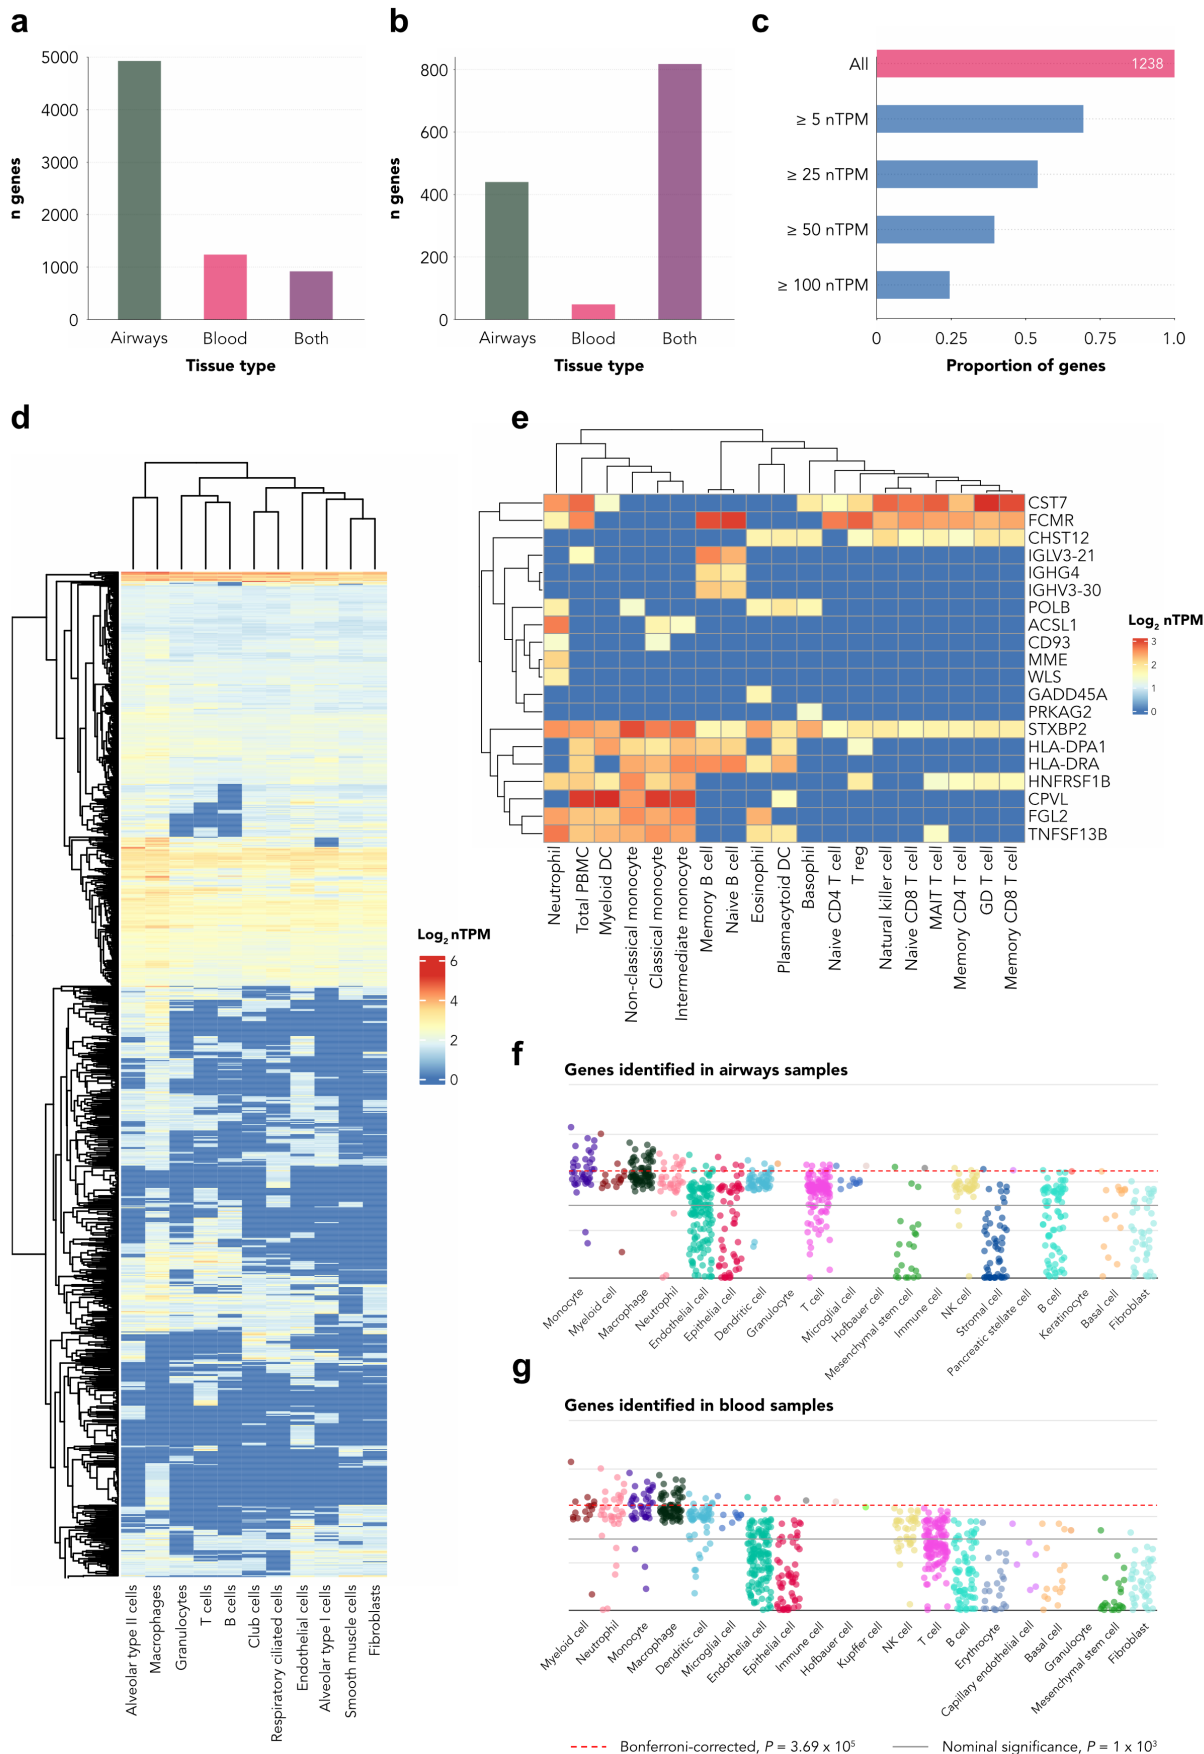 a
5000
4000
3000
2000
1000
0
n genes
Airways
Blood
Both
Tissue type
b
800
600
400
200
0
n genes
Airways
Blood
Both
Tissue type
c
All
1238
≥ 5 nTPM
≥ 25 nTPM
≥ 50 nTPM
≥ 100 nTPM
0
0.25
0.5
0.75
1.0
Proportion of genes
d
Log2 nTPM
6
4
2
0
Alveolar type II cells
Macrophages
Granulocytes
T cells
B cells
Club cells
Respiratory ciliated cells
Endothelial cells
Alveolar type I cells
Smooth muscle cells
Fibroblasts
e
CST7
FCMR
CHST12
IGLV3-21
IGHG4
IGHV3-30
POLB
ACSL1
CD93
MME
WLS
GADD45A
PRKAG2
STXBP2
HLA-DPA1
HLA-DRA
HNFRSF1B
CPVL
FGL2
TNFSF13B
Log2 nTPM
3
2
1
0
Neutrophil
Total PBMC
Myeloid DC
Non-classical monocyte
Classical monocyte
Intermediate monocyte
Memory B cell
Naive B cell
Eosinophil
Plasmacytoid DC
Basophil
Naive CD4 T cell
T reg
Natural killer cell
Naive CD8 T cell
MAIT T cell
Memory CD4 T cell
GD T cell
Memory CD8 T cell
f
Genes identified in airways samples
Monocyte
Myeloid cell
Macrophage
Neutrophil
Endothelial cell
Epithelial cell
Dendritic cell
Granulocyte
T cell
Microglial cell
Hofbauer cell
Mesenchymal stem cell
Immune cell
NK cell
Stromal cell
Pancreatic stellate cell
B cell
Keratinocyte
Basal cell
Fibroblast
g
Genes identified in blood samples
Myeloid cell
Neutrophil
Monocyte
Macrophage
Dendritic cell
Microglial cell
Endothelial cell
Epithelial cell
Immune cell
Hofbauer cell
Kupffer cell
NK cell
T cell
B cell
Erythrocyte
Capillary endothelial cell
Basal cell
Granulocyte
Mesenchymal stem cell
Fibroblast
Bonferroni-corrected, P = 3.69 x 10⁵
Nominal significance, P = 1 x 10³